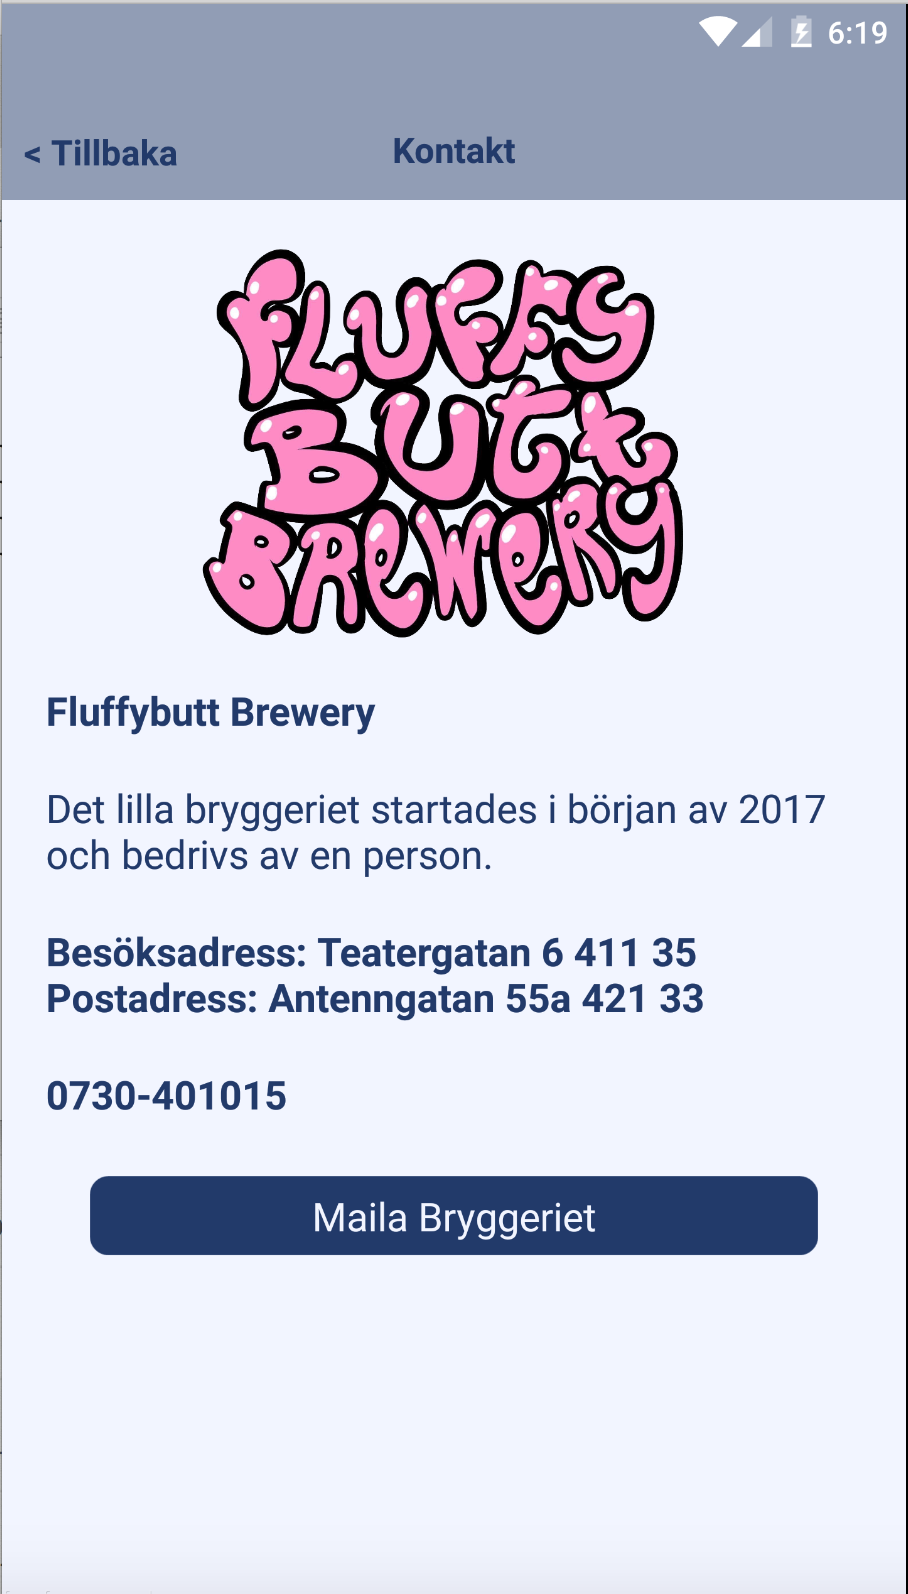 6:19
< Tillbaka
Kontakt
FLUFFY
BUTT
BREWERY
Fluffybutt Brewery
Det lilla bryggeriet startades i början av 2017
och bedrivs av en person.
Besöksadress: Teatergatan 6 411 35
Postadress: Antenngatan 55a 421 33
0730-401015
Maila Bryggeriet